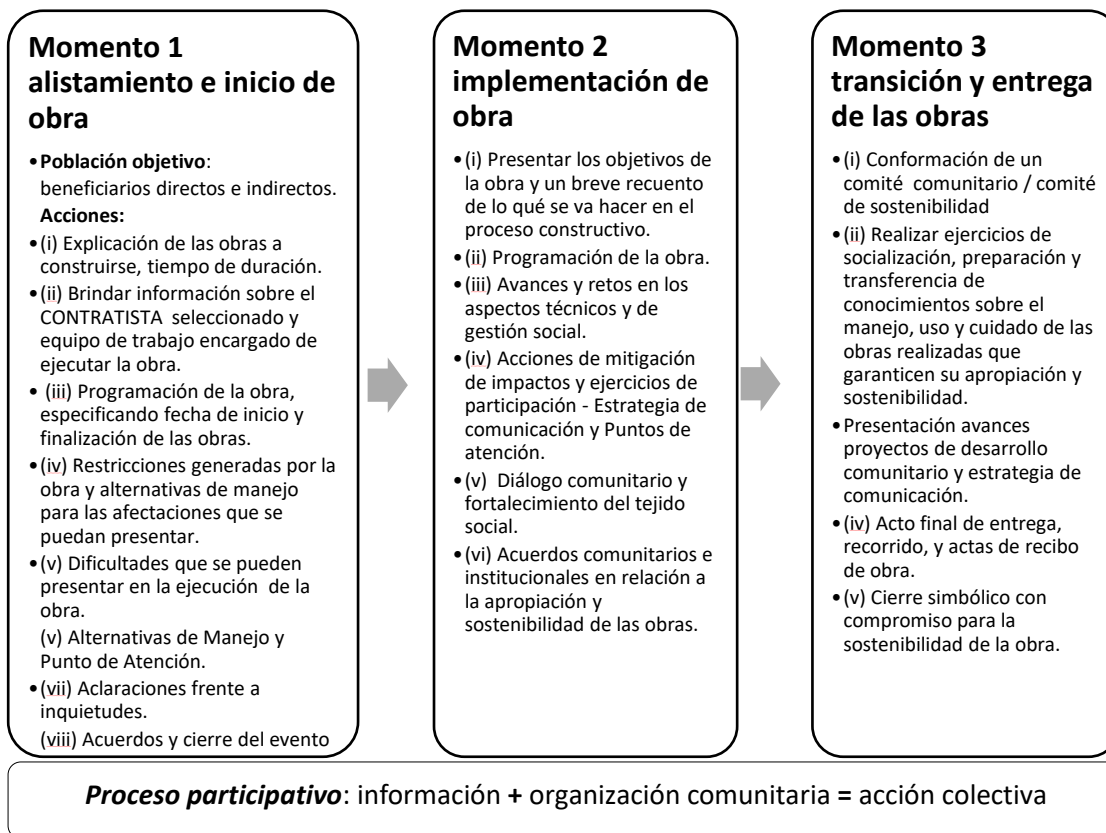 Momento 1
alistamiento e inicio de
obra
•Población objetivo:
beneficiarios directos e indirectos.
Acciones:
•(i) Explicación de las obras a
construirse, tiempo de duración.
•(ii) Brindar información sobre el
CONTRATISTA seleccionado y
equipo de trabajo encargado de
ejecutar la obra.
• (iii) Programación de la obra,
especificando fecha de inicio y
finalización de las obras.
•(iv) Restricciones generadas por la
obra y alternativas de manejo
para las afectaciones que se
puedan presentar.
•(v) Dificultades que se pueden
presentar en la ejecución de la
obra.
(v) Alternativas de Manejo y
Punto de Atención.
•(vii) Aclaraciones frente a
inquietudes.
(viii) Acuerdos y cierre del evento
Momento 2
implementación de
obra
•(i) Presentar los objetivos de
la obra y un breve recuento
de lo qué se va hacer en el
proceso constructivo.
•(ii) Programación de la obra.
•(iii) Avances y retos en los
aspectos técnicos y de
gestión social.
•(iv) Acciones de mitigación
de impactos y ejercicios de
participación - Estrategia de
comunicación y Puntos de
atención.
•(v) Diálogo comunitario y
fortalecimiento del tejido
social.
•(vi) Acuerdos comunitarios e
institucionales en relación a
la apropiación y
sostenibilidad de las obras.
Momento 3
transición y entrega
de las obras
•(i) Conformación de un
comité comunitario / comité
de sostenibilidad
•(ii) Realizar ejercicios de
socialización, preparación y
transferencia de
conocimientos sobre el
manejo, uso y cuidado de las
obras realizadas que
garanticen su apropiación y
sostenibilidad.
•Presentación avances
proyectos de desarrollo
comunitario y estrategia de
comunicación.
•(iv) Acto final de entrega,
recorrido, y actas de recibo
de obra.
•(v) Cierre simbólico con
compromiso para la
sostenibilidad de la obra.
Proceso participativo: información + organización comunitaria = acción colectiva